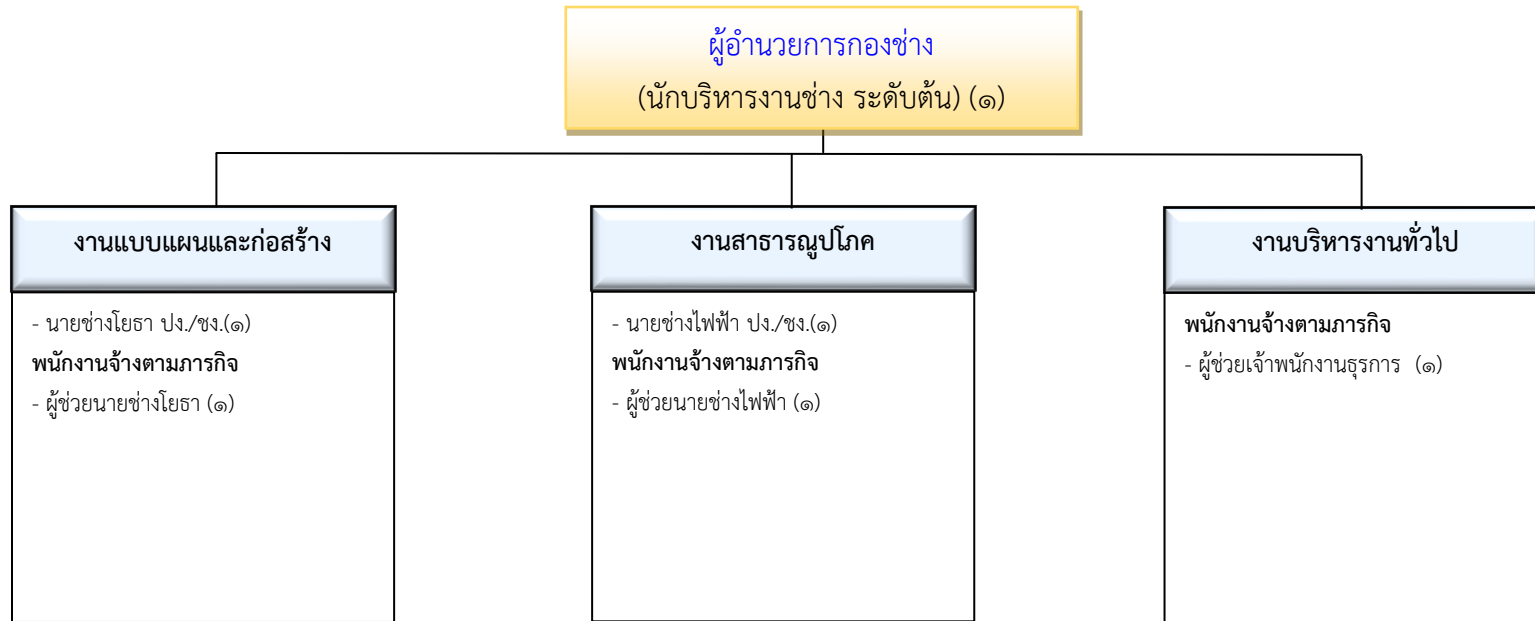 ผู้อำนวยการกองช่าง
(นักบริหารงานช่าง ระดับต้น) (๑)
งานแบบแผนและก่อสร้าง
- นายช่างโยธา ปง./ชง.(๑)
พนักงานจ้างตามภารกิจ
- ผู้ช่วยนายช่างโยธา (๑)
งานสาธารณูปโภค
- นายช่างไฟฟ้า ปง./ชง.(๑)
พนักงานจ้างตามภารกิจ
- ผู้ช่วยนายช่างไฟฟ้า (๑)
งานบริหารงานทั่วไป
พนักงานจ้างตามภารกิจ
- ผู้ช่วยเจ้าพนักงานธุรการ (๑)